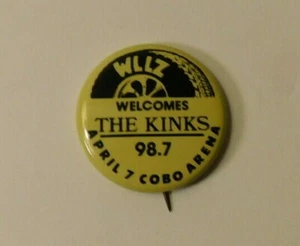 WLLZ
WELCOMES
THE KINKS
98.7
APRIL 7 COBO ARENA